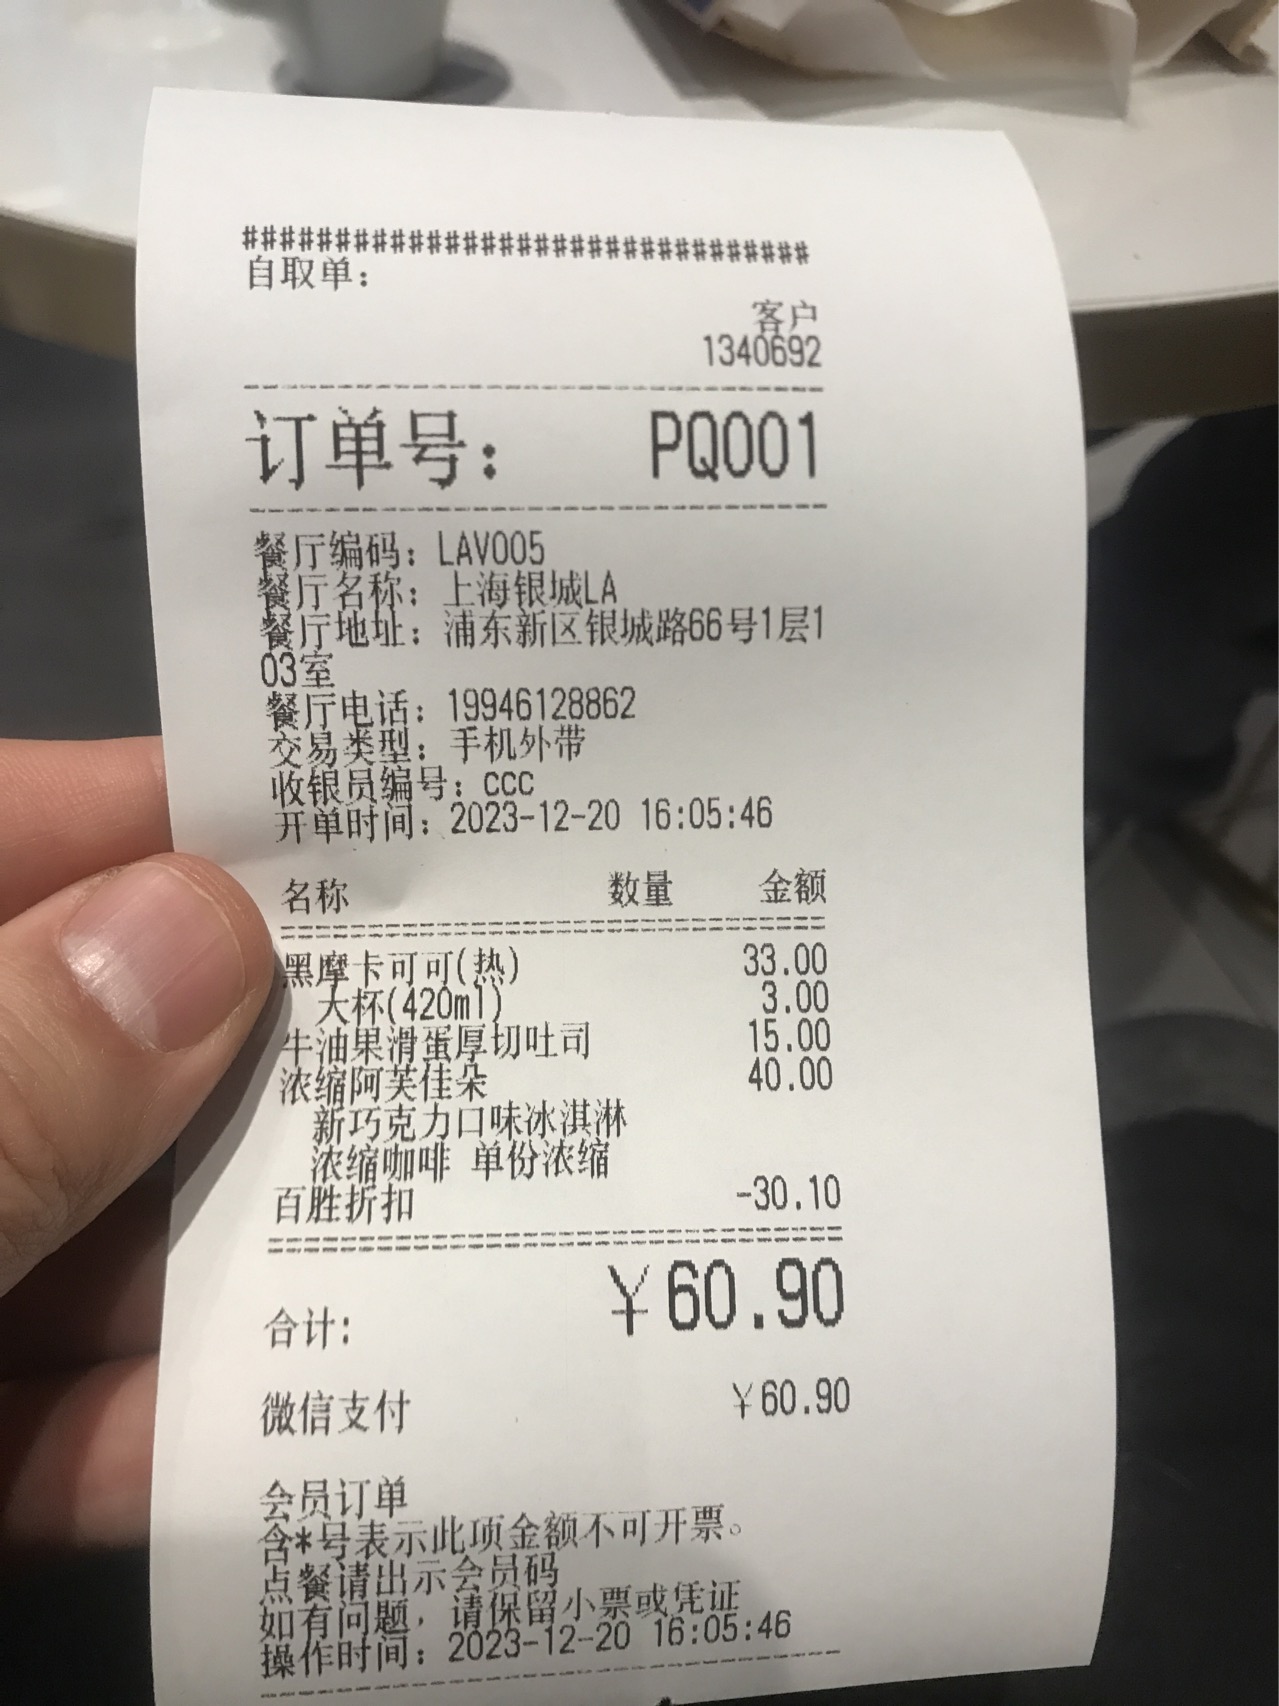 ###############################
自取单：
客户
1340692
订单号： PQ001
餐厅编码：LAV005
餐厅名称：上海银城LA
餐厅地址：浦东新区银城路66号1层1
03室
餐厅电话：19946128862
交易类型：手机外带
收银员编号：ccc
开单时间：2023-12-20 16:05:46
名称 数量 金额
黑摩卡可可(热) 33.00
大杯(420ml) 3.00
牛油果滑蛋厚切吐司 15.00
浓缩阿芙佳朵 40.00
新巧克力口味冰淇淋
浓缩咖啡 单份浓缩
百胜折扣 -30.10
合计: ￥60.90
微信支付 ￥60.90
会员订单
含*号表示此项金额不可开票。
点餐请出示会员码
如有问题，请保留小票或凭证
操作时间：2023-12-20 16:05:46